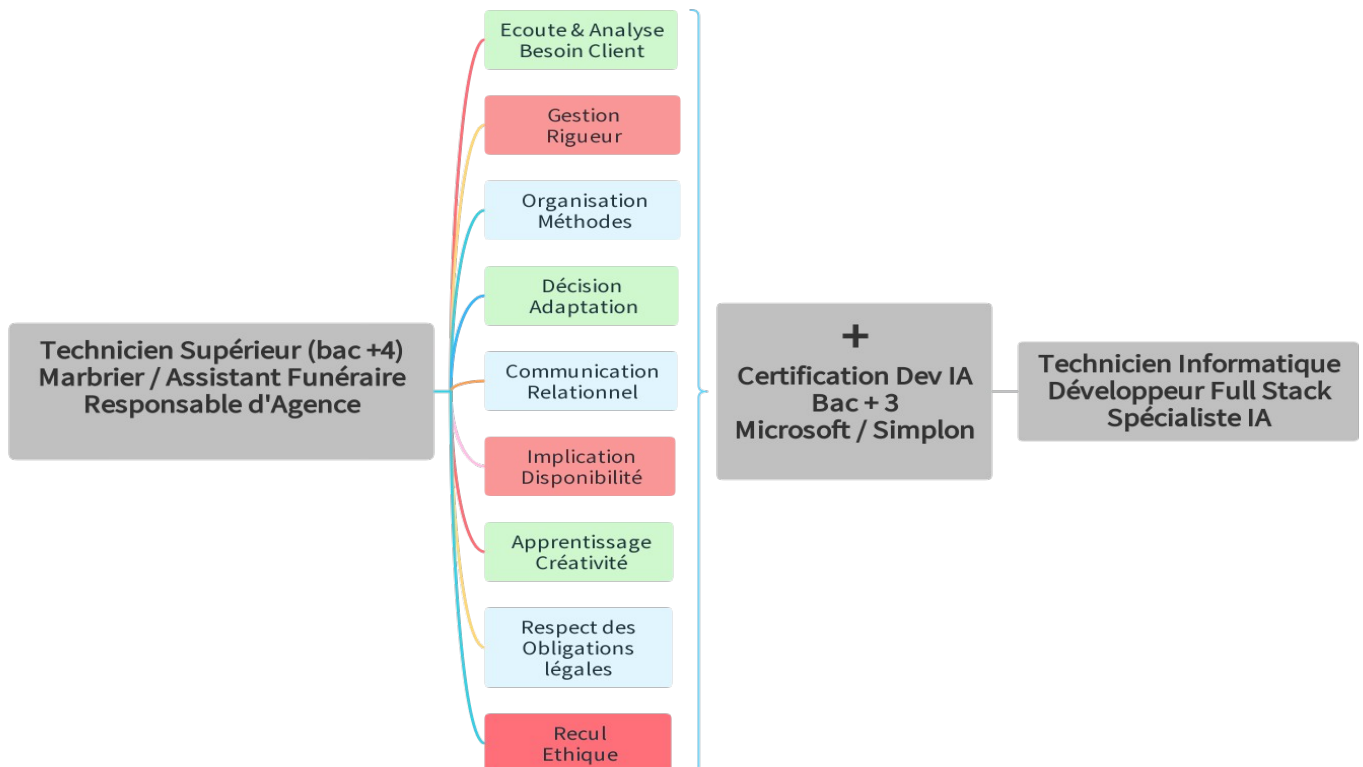 Technicien Supérieur (bac +4)
Marbrier / Assistant Funéraire
Responsable d'Agence
Ecoute & Analyse
Besoin Client
Gestion
Rigueur
Organisation
Méthodes
Décision
Adaptation
Communication
Relationnel
Implication
Disponibilité
Apprentissage
Créativité
Respect des
Obligations
légales
Recul
Ethique
+
Certification Dev IA
Bac + 3
Microsoft / Simplon
Technicien Informatique
Développeur Full Stack
Spécialiste IA